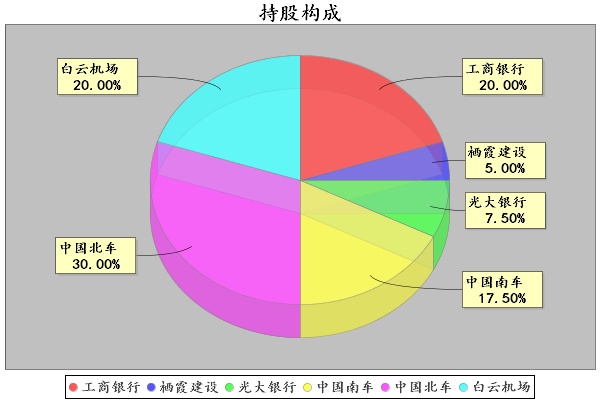 持股构成
白云机场
20.00%
工商银行
20.00%
栖霞建设
5.00%
光大银行
7.50%
中国北车
30.00%
中国南车
17.50%
工商银行 栖霞建设 光大银行 中国南车 中国北车 白云机场